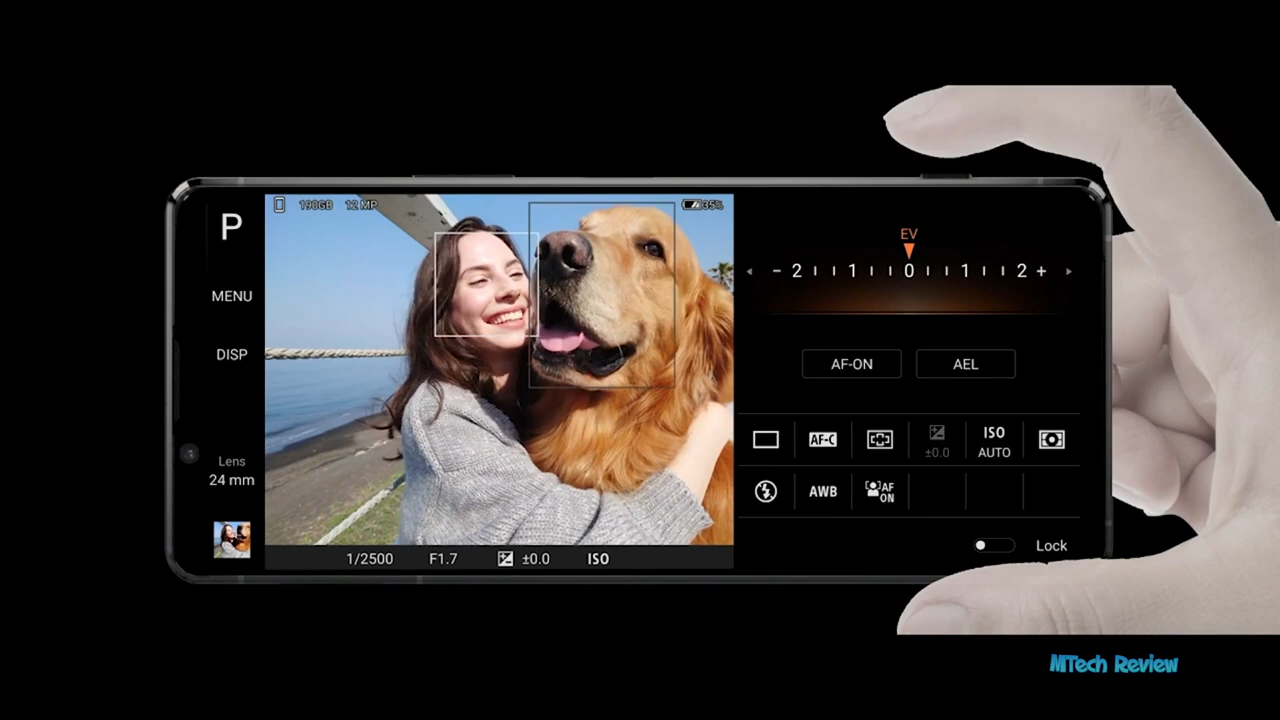 P
MENU
DISP
Lens
24 mm
190GB 12 MP
35%
1/2500 F1.7 ±0.0 ISO
EV
- 2 1 0 1 2 +
AF-ON AEL
AF-C ±0.0 ISO AUTO
AWB AF ON
Lock
MTech Review